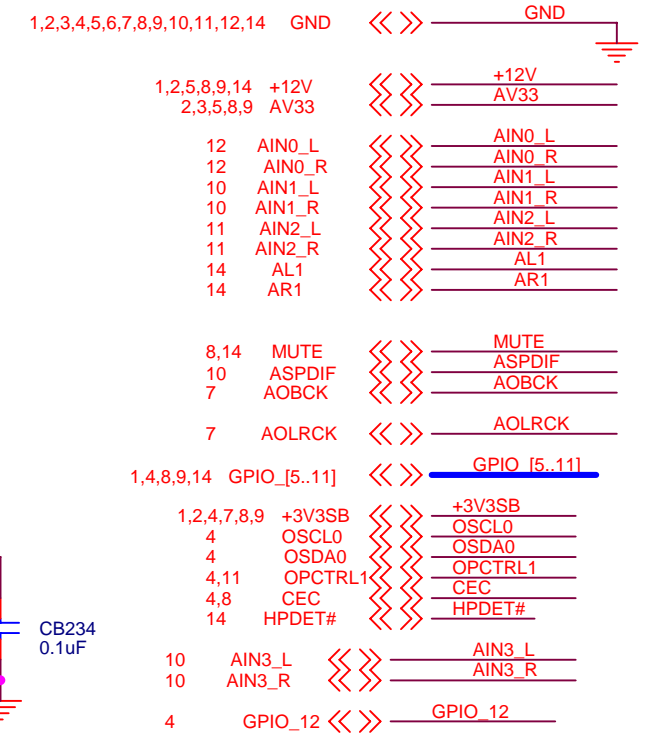 1,2,3,4,5,6,7,8,9,10,11,12,14 GND GND
1,2,5,8,9,14 +12V +12V
2,3,5,8,9 AV33 AV33
12 AIN0_L AIN0_L
12 AIN0_R AIN0_R
10 AIN1_L AIN1_L
10 AIN1_R AIN1_R
11 AIN2_L AIN2_L
11 AIN2_R AIN2_R
14 AL1 AL1
14 AR1 AR1
8,14 MUTE MUTE
10 ASPDIF ASPDIF
7 AOBCK AOBCK
7 AOLRCK AOLRCK
1,4,8,9,14 GPIO_[5..11] GPIO_[5..11]
1,2,4,7,8,9 +3V3SB +3V3SB
4 OSCL0 OSCL0
4 OSDA0 OSDA0
4,11 OPCTRL1 OPCTRL1
4,8 CEC CEC
14 HPDET# HPDET#
CB234
0.1uF
10 AIN3_L AIN3_L
10 AIN3_R AIN3_R
4 GPIO_12 GPIO_12